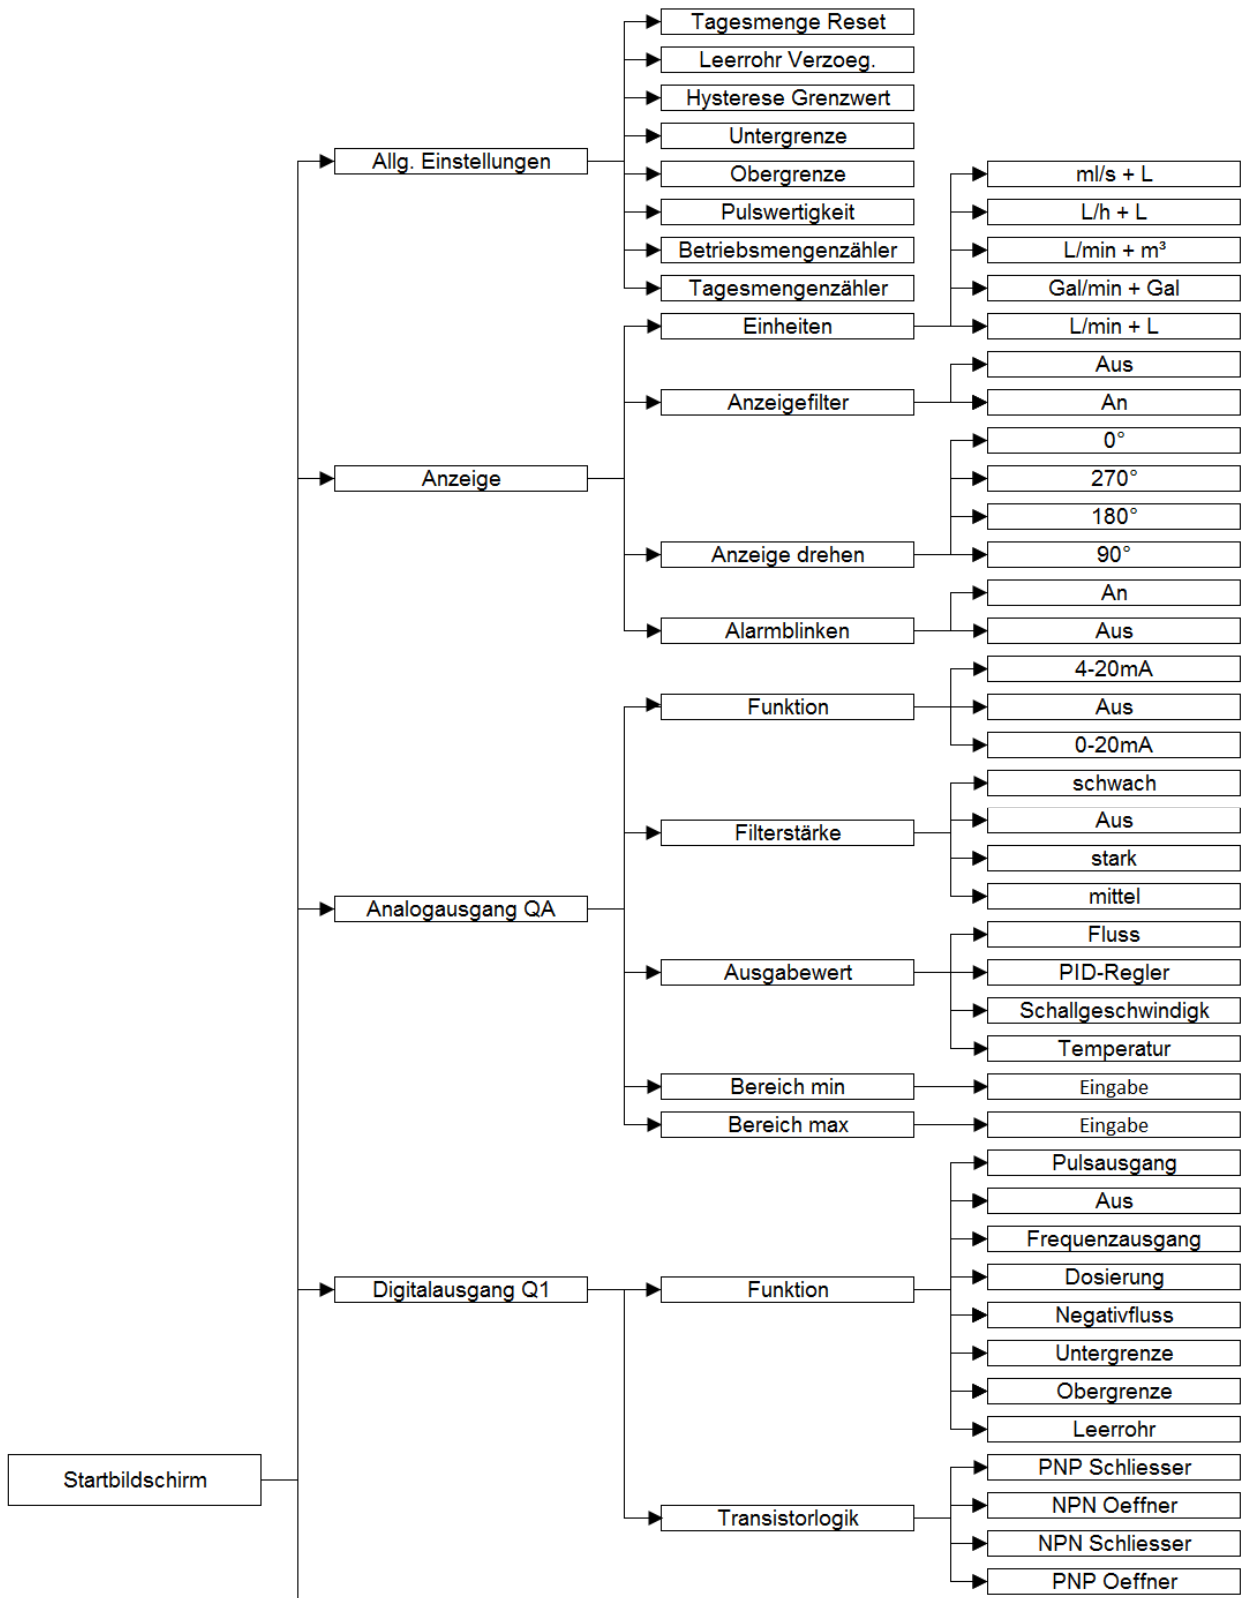 Tagesmenge Reset
Leerrohr Verzoeg.
Hysterese Grenzwert
Untergrenze
Allg. Einstellungen
Obergrenze
ml/s + L
Pulswertigkeit
L/h + L
Betriebsmengenzähler
L/min + m³
Tagesmengenzähler
Gal/min + Gal
Einheiten
L/min + L
Aus
Anzeigefilter
An
0°
Anzeige
270°
180°
Anzeige drehen
90°
An
Alarmblinken
Aus
4-20mA
Funktion
Aus
0-20mA
schwach
Aus
Filterstärke
stark
mittel
Analogausgang QA
Fluss
Ausgabewert
PID-Regler
Schallgeschwindigk
Temperatur
Bereich min
Eingabe
Bereich max
Eingabe
Pulsausgang
Aus
Frequenzausgang
Dosierung
Digitalausgang Q1
Funktion
Negativfluss
Untergrenze
Obergrenze
Leerrohr
PNP Schliesser
Startbildschirm
NPN Oeffner
Transistorlogik
NPN Schliesser
PNP Oeffner